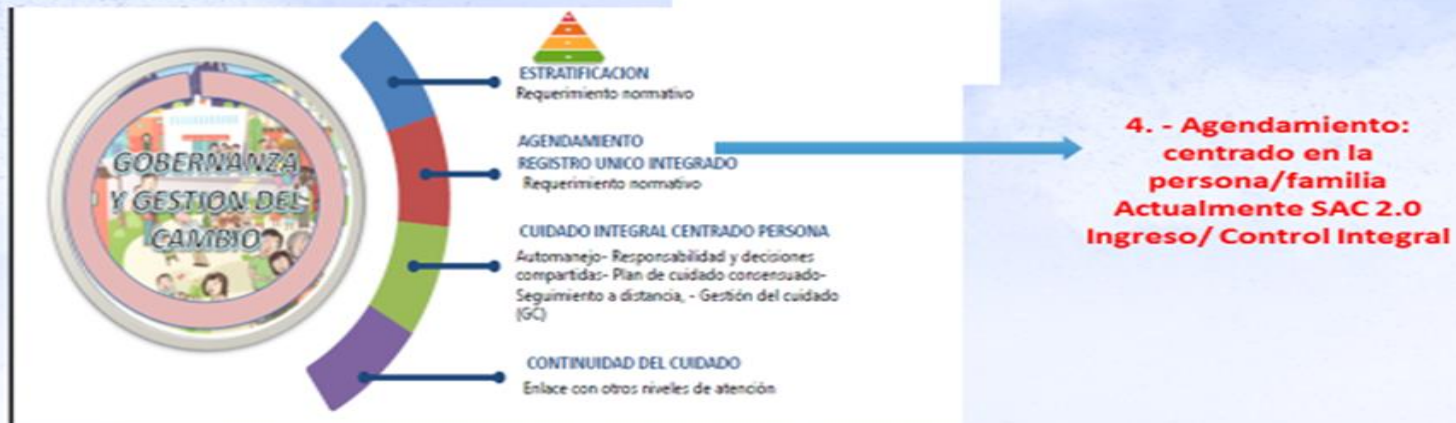 GOBERNANZA
Y GESTION DEL
CAMBIO
ESTRATIFICACION
Requerimiento normativo
AGENDAMIENTO
REGISTRO UNICO INTEGRADO
Requerimiento normativo
CUIDADO INTEGRAL CENTRADO PERSONA
Automanejo- Responsabilidad y decisiones
compartidas- Plan de cuidado consensuado-
Seguimiento a distancia, - Gestión del cuidado
(GC)
CONTINUIDAD DEL CUIDADO
Enlace con otros niveles de atención
4. - Agendamiento:
centrado en la
persona/familia
Actualmente SAC 2.0
Ingreso/ Control Integral